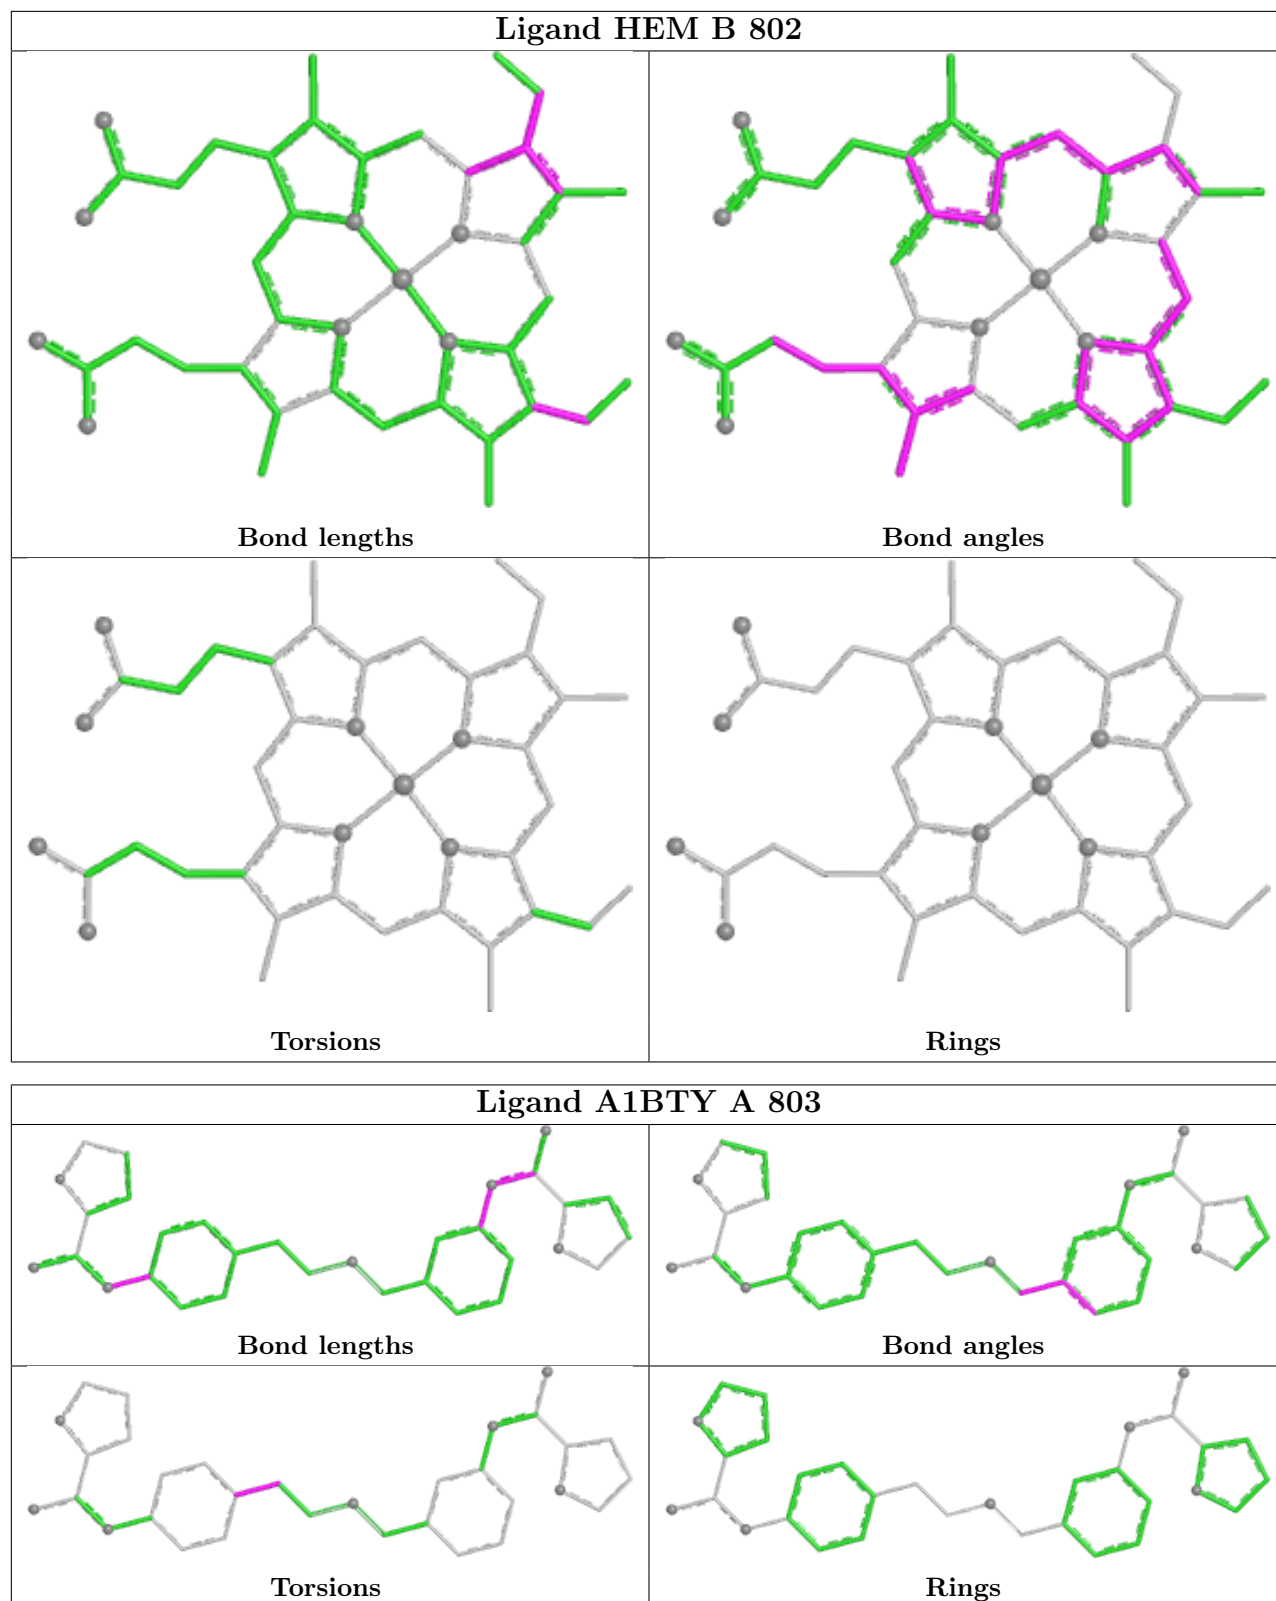 Ligand HEM B 802
Bond lengths
Bond angles
Torsions
Rings
Ligand A1BTY A 803
Bond lengths
Bond angles
Torsions
Rings